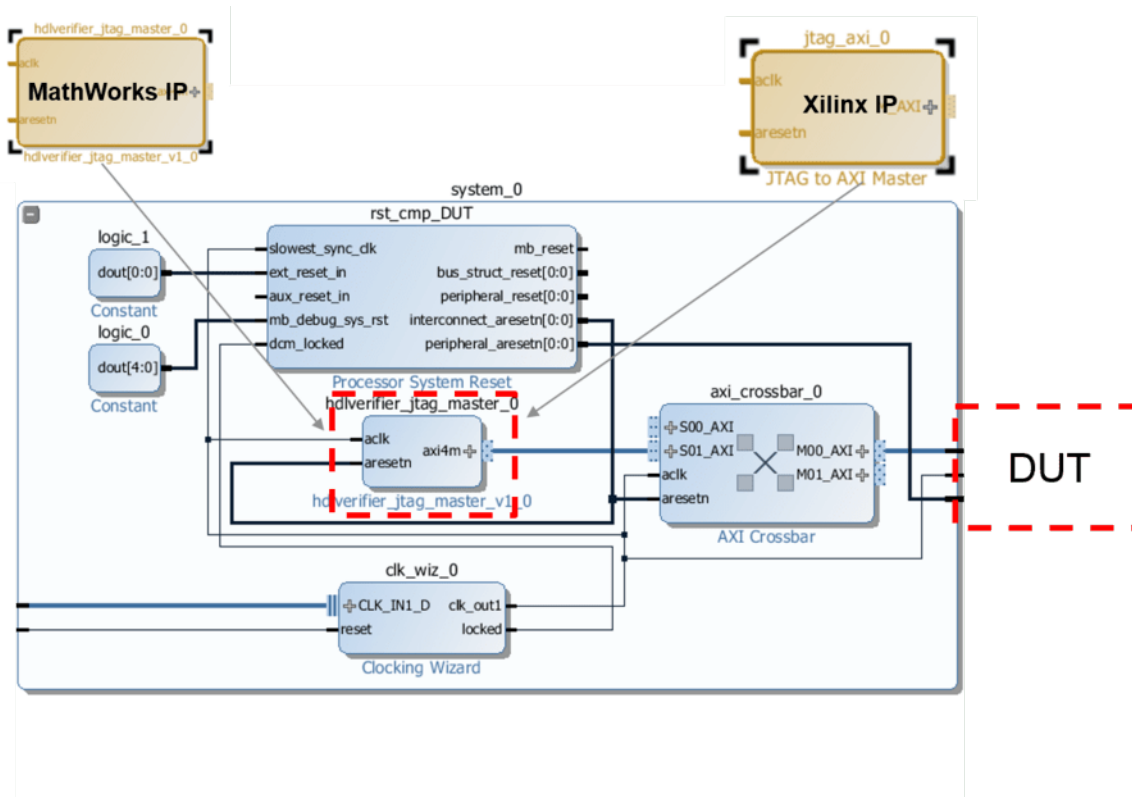 hdlverifier_jtag_master_0
aclk
MathWorks IP
aresetn
hdlverifier_jtag_master_v1_0
jtag_axi_0
aclk
Xilinx IP
AXI
aresetn
JTAG to AXI Master
system_0
rst_cmp_DUT
logic_1
dout[0:0]
Constant
logic_0
dout[4:0]
Constant
slowest_sync_clk
ext_reset_in
aux_reset_in
mb_debug_sys_rst
dcm_locked
mb_reset
bus_struct_reset[0:0]
peripheral_reset[0:0]
interconnect_aresetn[0:0]
peripheral_aresetn[0:0]
Processor System Reset
hdlverifier_jtag_master_0
aclk
aresetn
axi4m
hdlverifier_jtag_master_v1_0
axi_crossbar_0
S00_AXI
S01_AXI
aclk
aresetn
M00_AXI
M01_AXI
AXI Crossbar
DUT
clk_wiz_0
CLK_IN1_D
reset
clk_out1
locked
Clocking Wizard